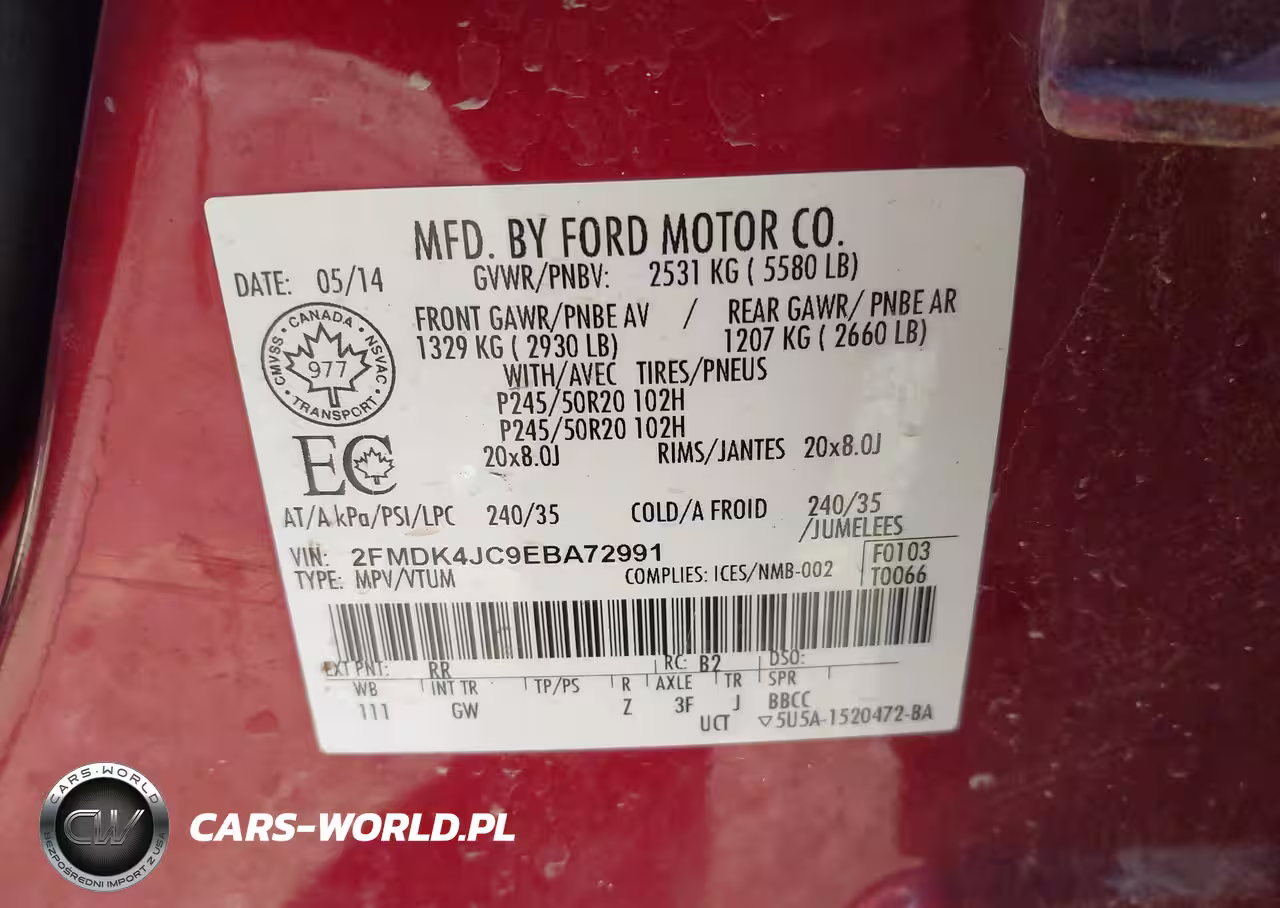 MFD. BY FORD MOTOR CO.
DATE: 05/14 GVWR/PNBV: 2531 KG ( 5580 LB)
FRONT GAWR/PNBE AV / REAR GAWR/ PNBE AR
1329 KG ( 2930 LB) 1207 KG ( 2660 LB)
WITH/AVEC TIRES/PNEUS
P245/50R20 102H
P245/50R20 102H
20x8.0J RIMS/JANTES 20x8.0J
CANADA
CMVSS NSVAC
977
TRANSPORT
EC
AT/A kPa/PSI/LPC 240/35 COLD/A FROID 240/35
/JUMELEES
VIN: 2FMDK4JC9EBA72991 F0103
TYPE: MPV/VTUM COMPLIES: ICES/NMB-002 T0066
EXT PNT: RR RC: B2 DSO:
WB INT TR TP/PS R AXLE TR SPR
111 GW Z 3F J BBCC
UCT ▽5U5A-1520472-BA
CARS-WORLD
CW
BEZPOŚREDNI IMPORT Z USA
CARS-WORLD.PL